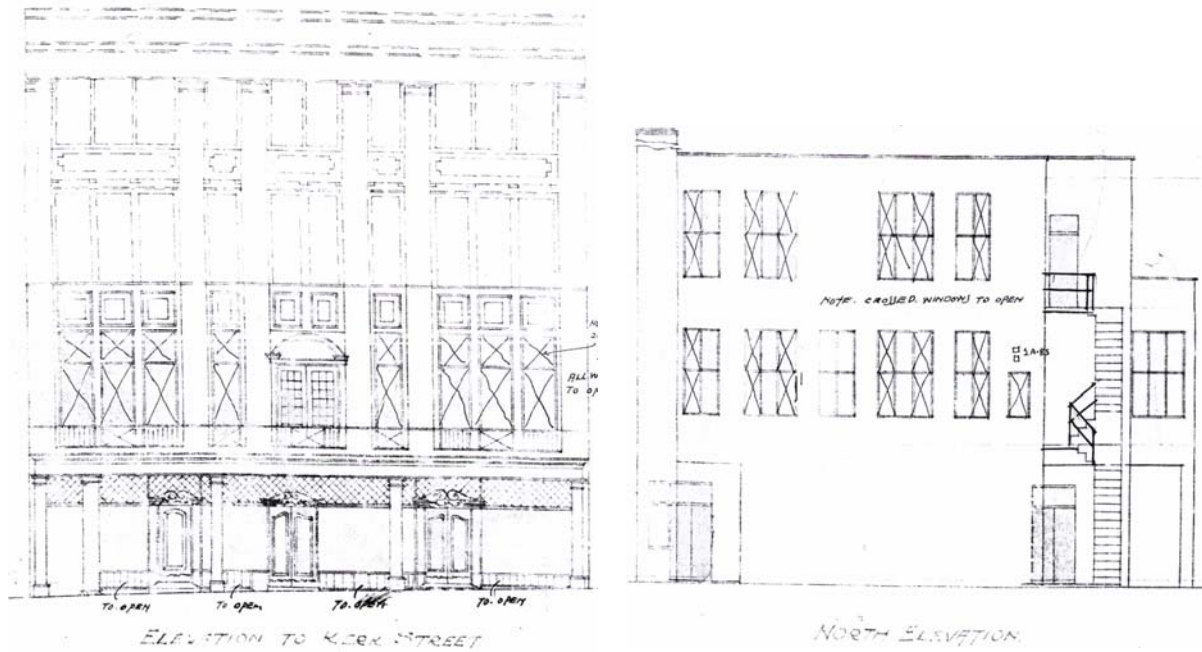 ALL W
TO OP
TO OPEN
TO OPEN
TO OPEN
TO OPEN
ELEVATION TO KERK STREET
NOTE. CROSSED. WINDOWS TO OPEN
NORTH ELEVATION.